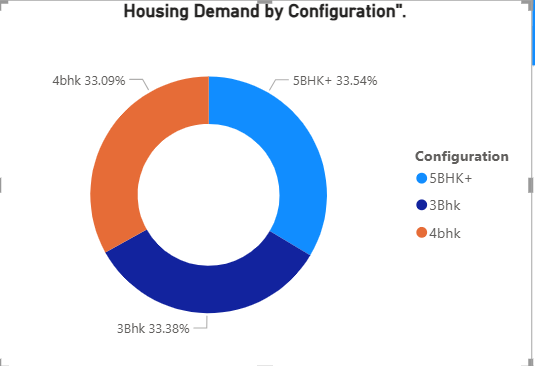 Housing Demand by Configuration".
4bhk 33.09%
5BHK+ 33.54%
Configuration
5BHK+
3Bhk
4bhk
3Bhk 33.38%